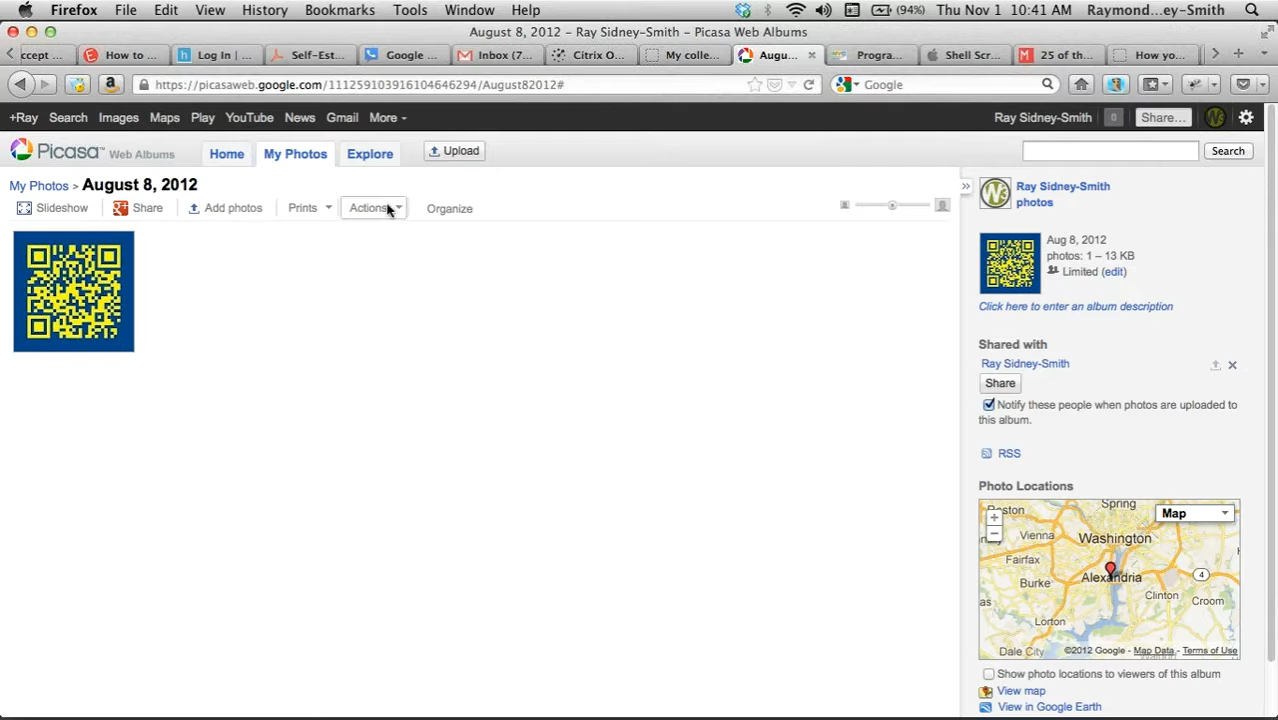 Firefox File Edit View History Bookmarks Tools Window Help (94%) Thu Nov 1 10:41 AM Raymond...ey-Smith
August 8, 2012 - Ray Sidney-Smith - Picasa Web Albums
ccept ... How to ... Log In | ... Self-Est... Google ... Inbox (7... Citrix O... My colle... Augu... Progra... Shell Scr... 25 of th... How yo...
https://picasaweb.google.com/111259103916104646294/August82012# Google
+Ray Search Images Maps Play YouTube News Gmail More Ray Sidney-Smith 0 Share...
Picasa™ Web Albums Home My Photos Explore Upload Search
My Photos > August 8, 2012
Slideshow Share Add photos Prints Actions Organize
Ray Sidney-Smith
photos
Aug 8, 2012
photos: 1 – 13 KB
Limited (edit)
Click here to enter an album description
Shared with
Ray Sidney-Smith
Share
Notify these people when photos are uploaded to
this album.
RSS
Photo Locations
Spring
Map
Vienna
Washington
Fairfax
Alexandria
4
Burke
Clinton
Croom
Lorton
Dale City
©2012 Google - Map Data - Terms of Use
Show photo locations to viewers of this album
View map
View in Google Earth